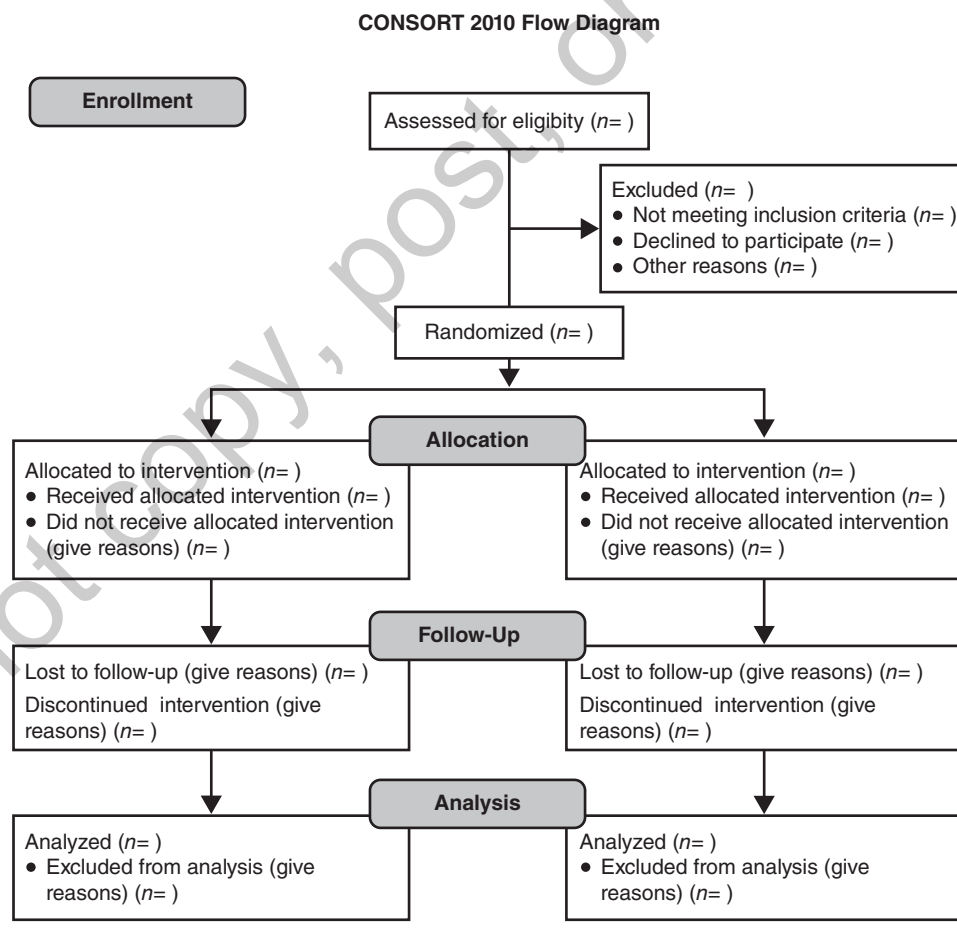 CONSORT 2010 Flow Diagram
Enrollment
Assessed for eligibity (n= )
Excluded (n= )
• Not meeting inclusion criteria (n= )
• Declined to participate (n= )
• Other reasons (n= )
Randomized (n= )
Allocation
Allocated to intervention (n= )
• Received allocated intervention (n= )
• Did not receive allocated intervention
(give reasons) (n= )
Allocated to intervention (n= )
• Received allocated intervention (n= )
• Did not receive allocated intervention
(give reasons) (n= )
Follow-Up
Lost to follow-up (give reasons) (n= )
Discontinued intervention (give
reasons) (n= )
Lost to follow-up (give reasons) (n= )
Discontinued intervention (give
reasons) (n= )
Analysis
Analyzed (n= )
• Excluded from analysis (give
reasons) (n= )
Analyzed (n= )
• Excluded from analysis (give
reasons) (n= )
not copy, post, or